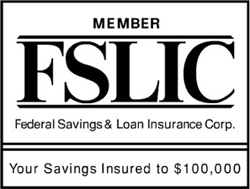 MEMBER
FSLIC
Federal Savings & Loan Insurance Corp.
Your Savings Insured to $100,000